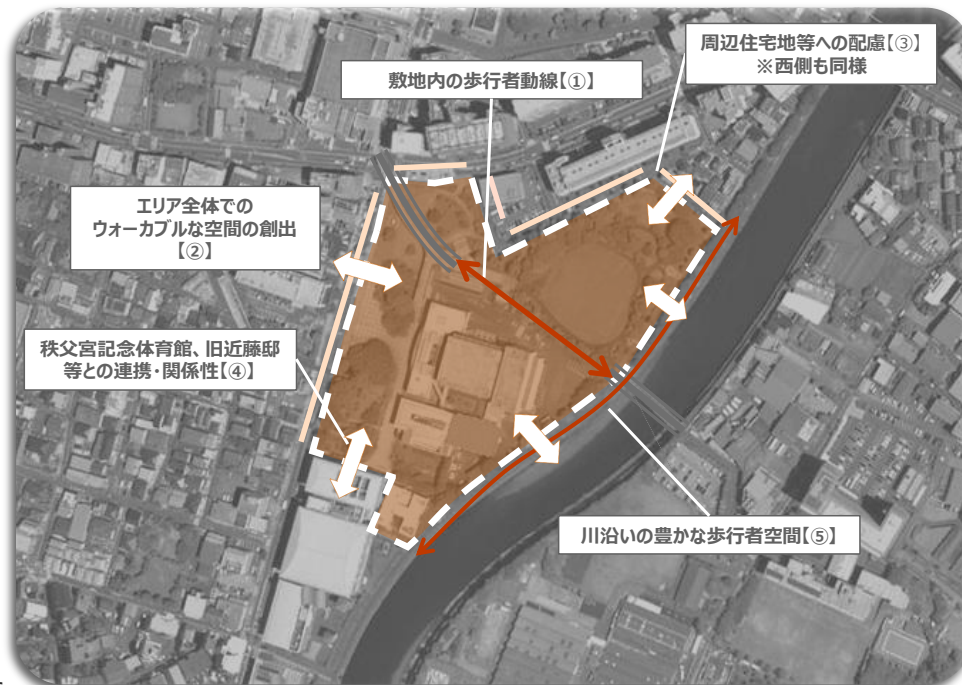 周辺住宅地等への配慮【③】
※西側も同様
敷地内の歩行者動線【①】
エリア全体での
ウォーカブルな空間の創出
【②】
秩父宮記念体育館、旧近藤邸
等との連携・関係性【④】
川沿いの豊かな歩行者空間【⑤】